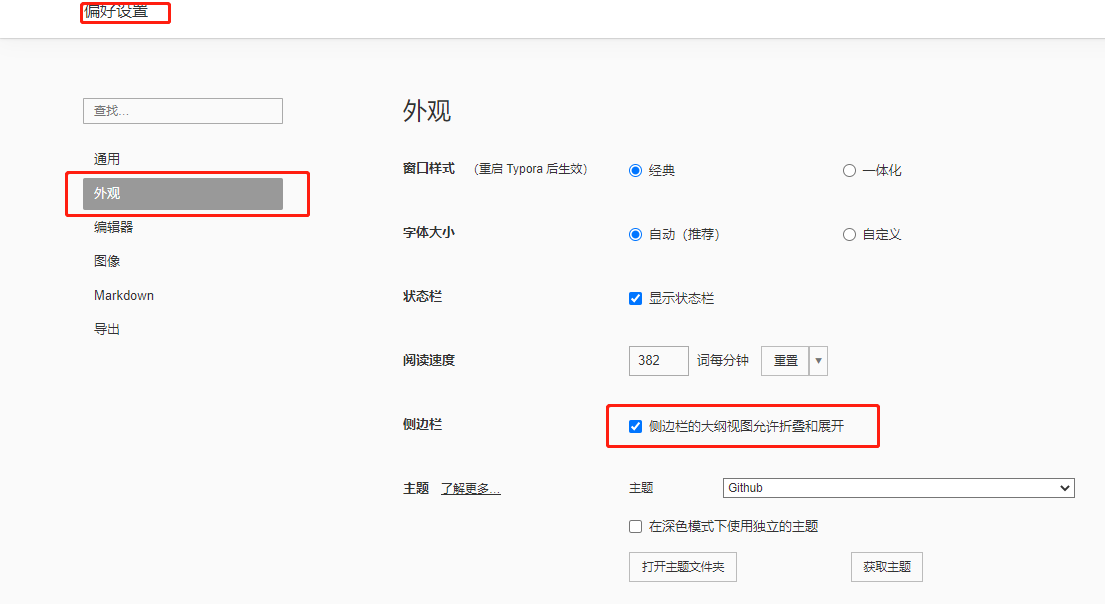 偏好设置
查找...
通用
外观
编辑器
图像
Markdown
导出
外观
窗口样式 （重启 Typora 后生效） 经典 一体化
字体大小 自动（推荐） 自定义
状态栏 显示状态栏
阅读速度 382 词每分钟 重置
侧边栏 侧边栏的大纲视图允许折叠和展开
主题 了解更多... 主题 Github
在深色模式下使用独立的主题
打开主题文件夹 获取主题